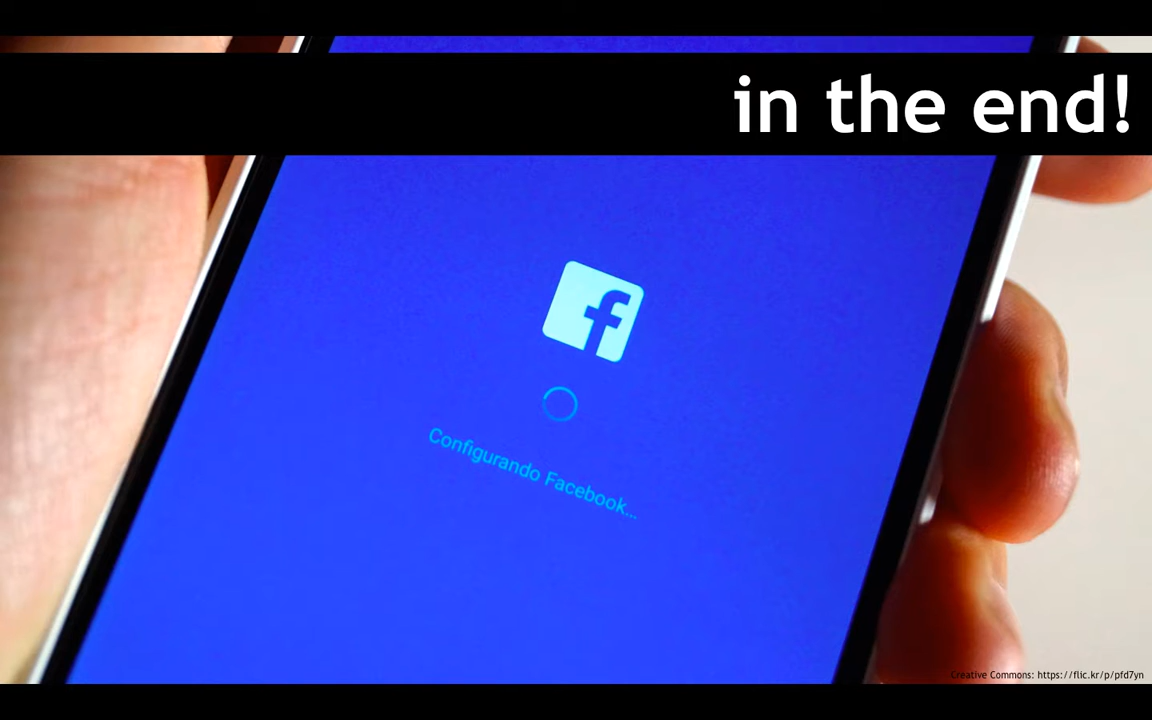 in the end!
f
Configurando Facebook...
Creative Commons: https://flic.kr/p/pfd7yn